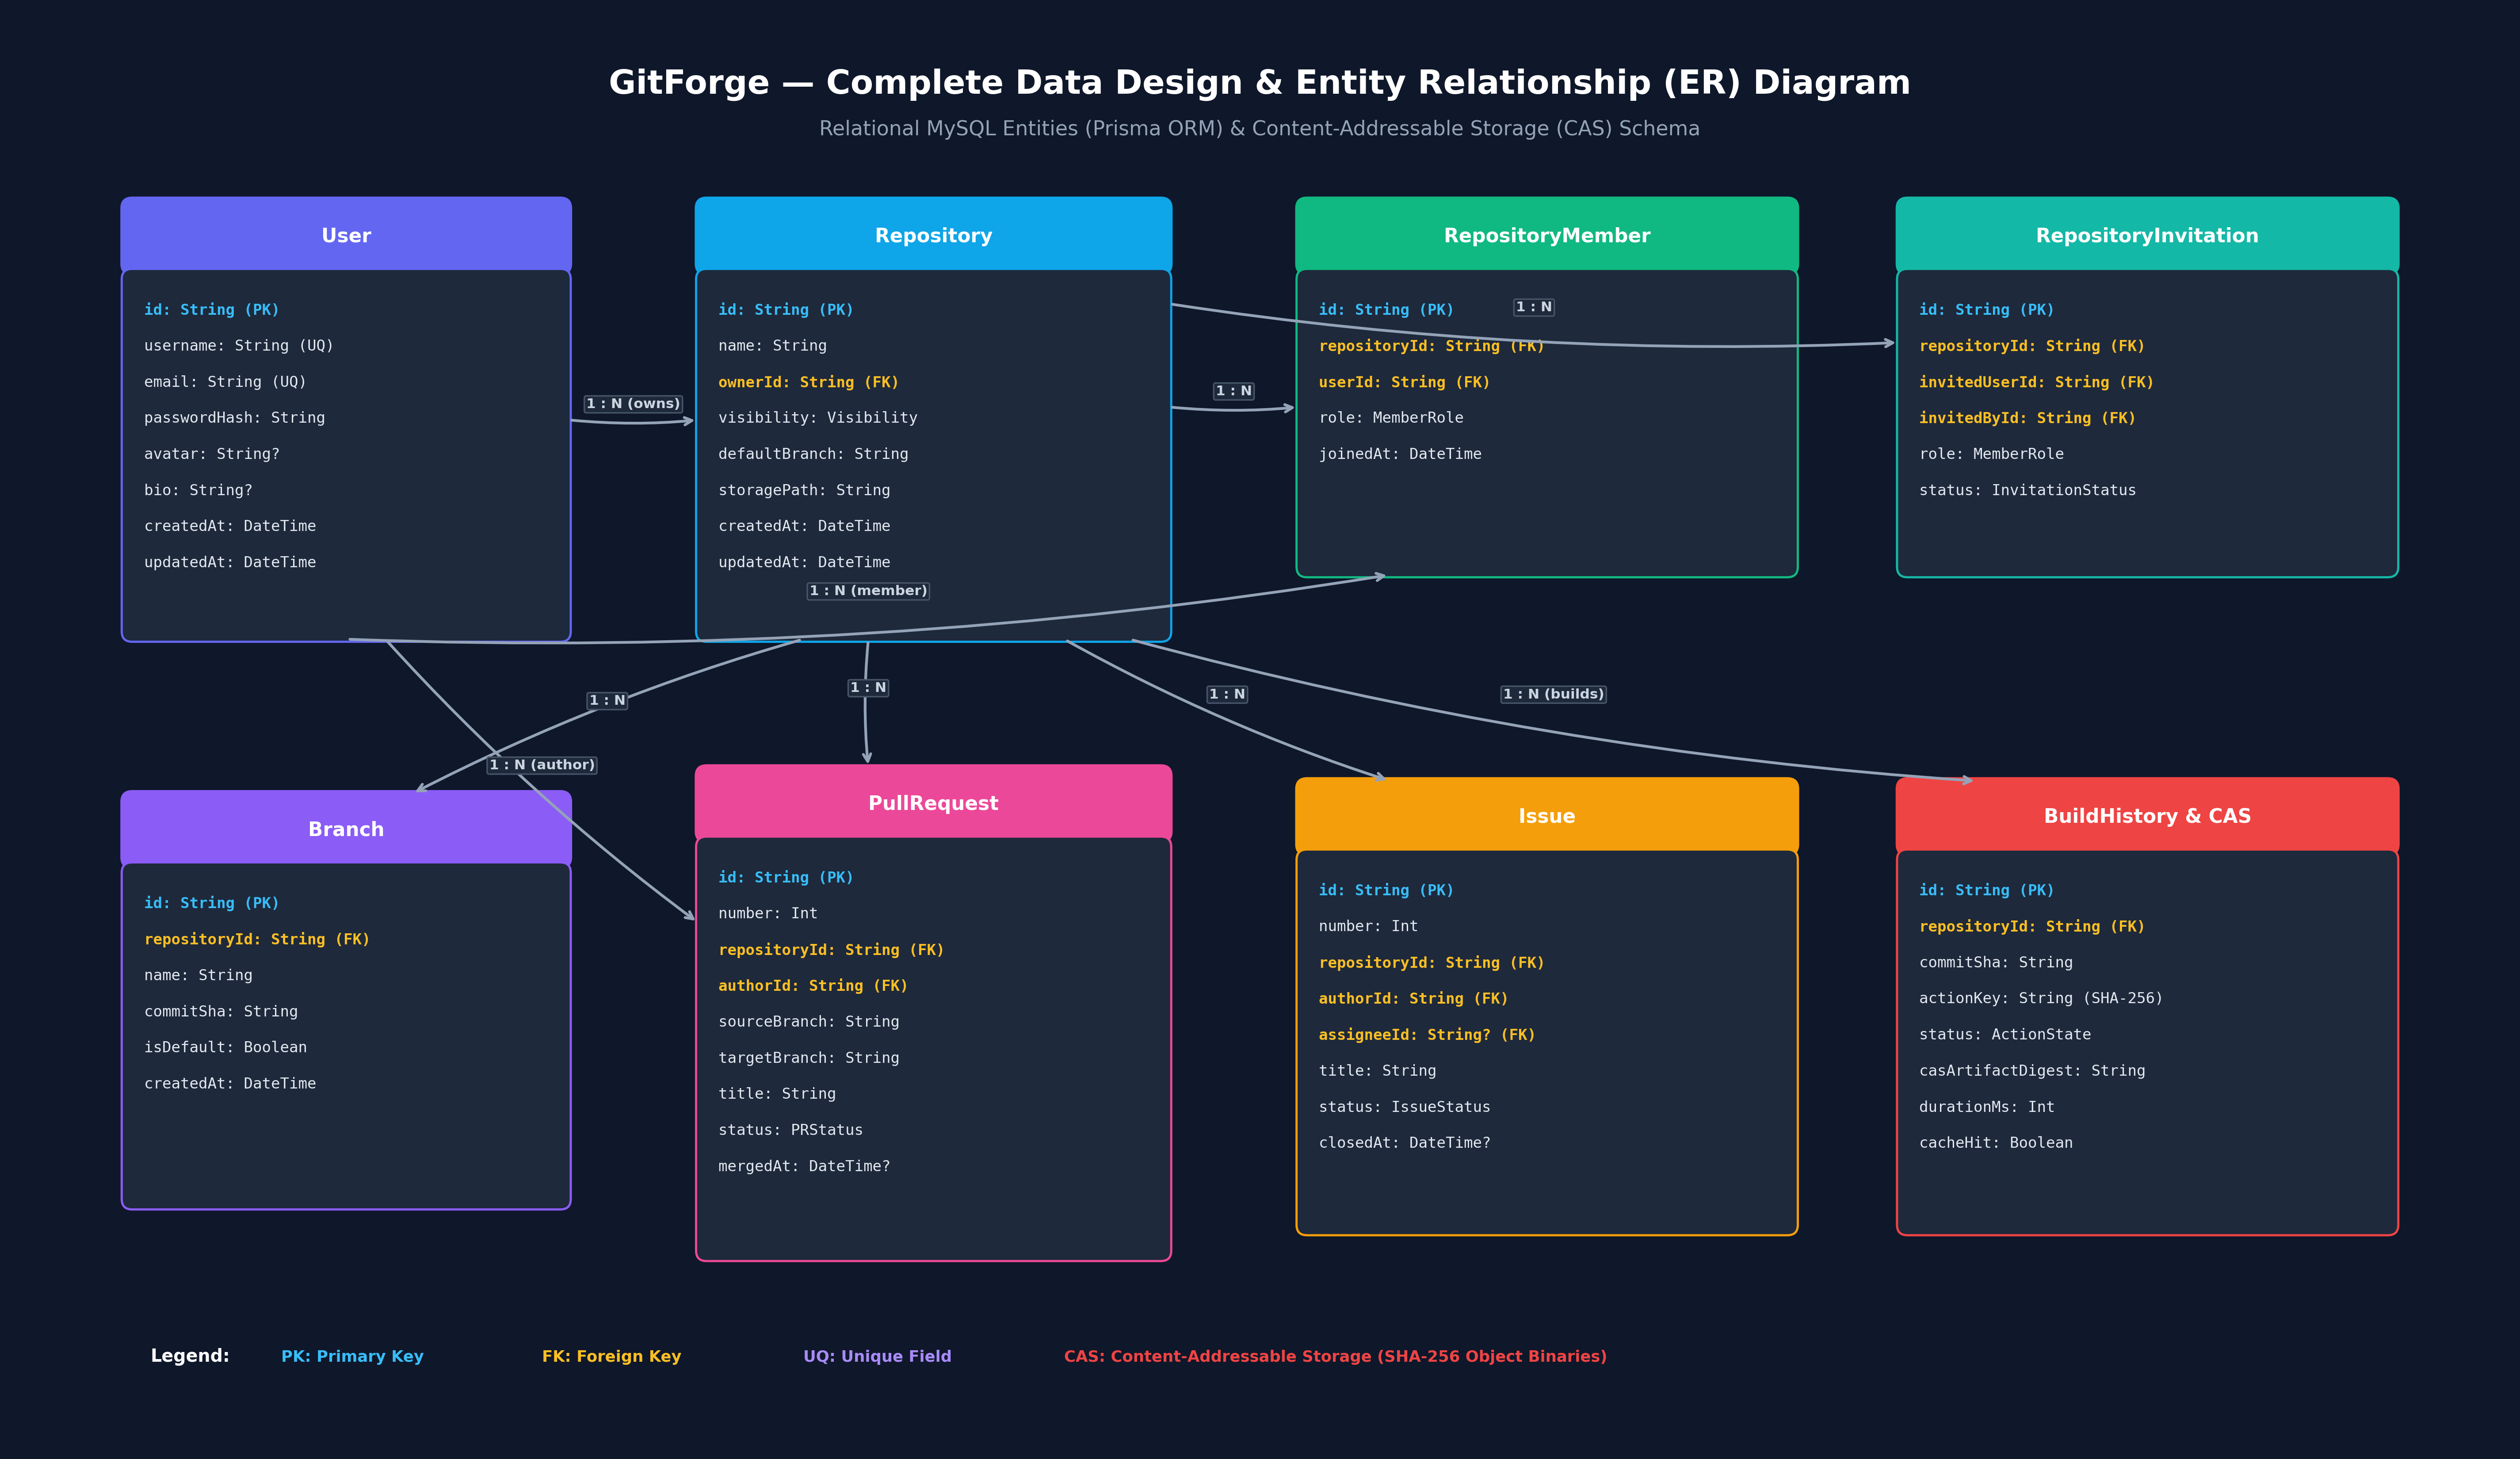 GitForge — Complete Data Design & Entity Relationship (ER) Diagram
Relational MySQL Entities (Prisma ORM) & Content-Addressable Storage (CAS) Schema
User
id: String (PK)
username: String (UQ)
email: String (UQ)
passwordHash: String
avatar: String?
bio: String?
createdAt: DateTime
updatedAt: DateTime
1 : N (owns)
Repository
id: String (PK)
name: String
ownerId: String (FK)
visibility: Visibility
defaultBranch: String
storagePath: String
createdAt: DateTime
updatedAt: DateTime
1 : N (member)
1 : N
RepositoryMember
id: String (PK)
1 : N
repositoryId: String (FK)
userId: String (FK)
role: MemberRole
joinedAt: DateTime
RepositoryInvitation
id: String (PK)
repositoryId: String (FK)
invitedUserId: String (FK)
invitedById: String (FK)
role: MemberRole
status: InvitationStatus
1 : N
1 : N
1 : N
1 : N (builds)
1 : N (author)
Branch
id: String (PK)
repositoryId: String (FK)
name: String
commitSha: String
isDefault: Boolean
createdAt: DateTime
PullRequest
id: String (PK)
number: Int
repositoryId: String (FK)
authorId: String (FK)
sourceBranch: String
targetBranch: String
title: String
status: PRStatus
mergedAt: DateTime?
Issue
id: String (PK)
number: Int
repositoryId: String (FK)
authorId: String (FK)
assigneeId: String? (FK)
title: String
status: IssueStatus
closedAt: DateTime?
BuildHistory & CAS
id: String (PK)
repositoryId: String (FK)
commitSha: String
actionKey: String (SHA-256)
status: ActionState
casArtifactDigest: String
durationMs: Int
cacheHit: Boolean
Legend: PK: Primary Key FK: Foreign Key UQ: Unique Field CAS: Content-Addressable Storage (SHA-256 Object Binaries)